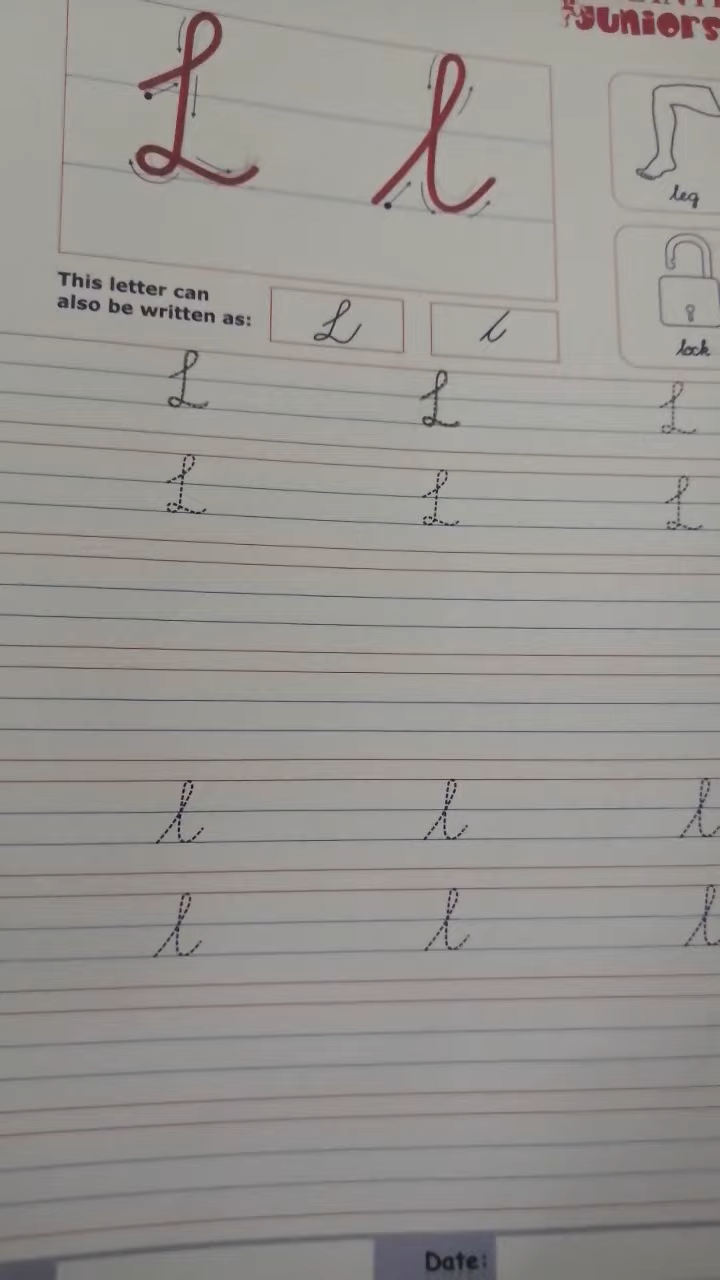 Juniors
L l
leg
This letter can
also be written as: L l
lock
L L L
L L L
l l l
l l l
Date: